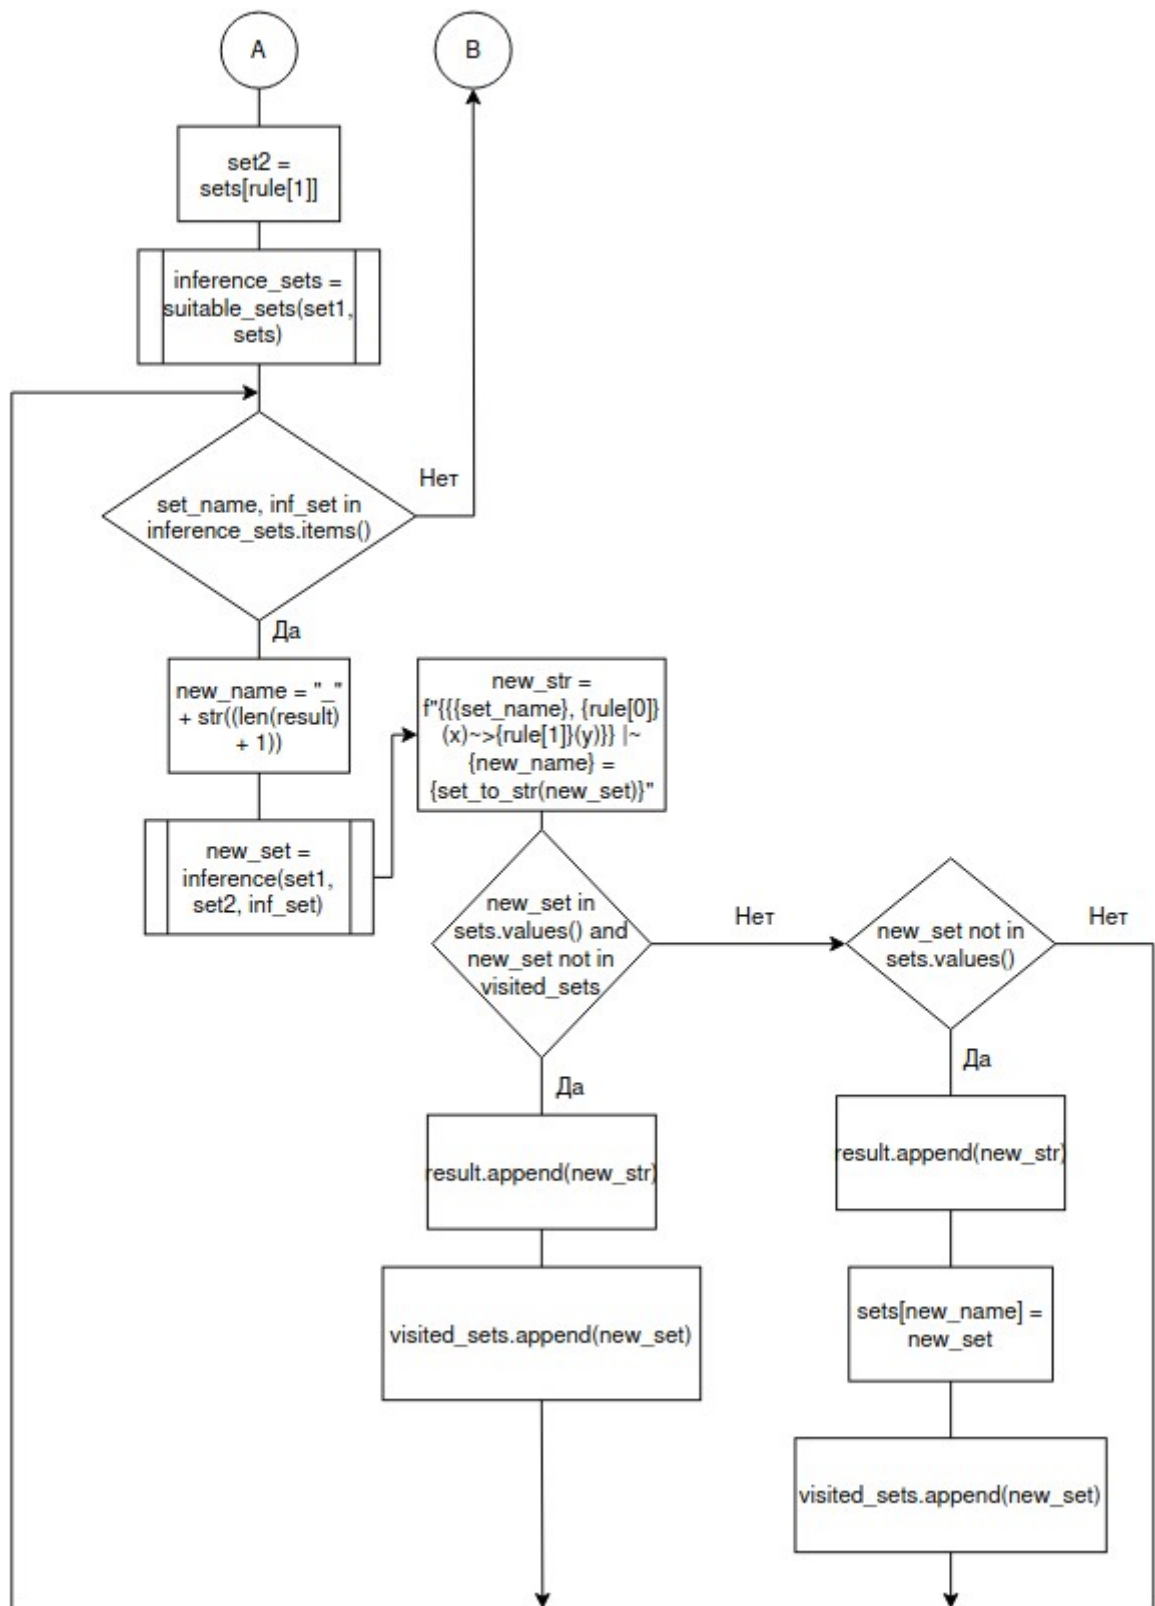 A
B
set2 =
sets[rule[1]]
inference_sets =
suitable_sets(set1,
sets)
set_name, inf_set in
inference_sets.items()
Нет
Да
new_name = "_"
+ str((len(result)
+ 1))
new_set =
inference(set1,
set2, inf_set)
new_str =
f"{{{set_name}, {rule[0]}
(x)~>{rule[1]}(y)}} |~
{new_name} =
{set_to_str(new_set)}"
new_set in
sets.values() and
new_set not in
visited_sets
Нет
Да
new_set not in
sets.values()
Нет
Да
result.append(new_str)
visited_sets.append(new_set)
result.append(new_str)
sets[new_name] =
new_set
visited_sets.append(new_set)